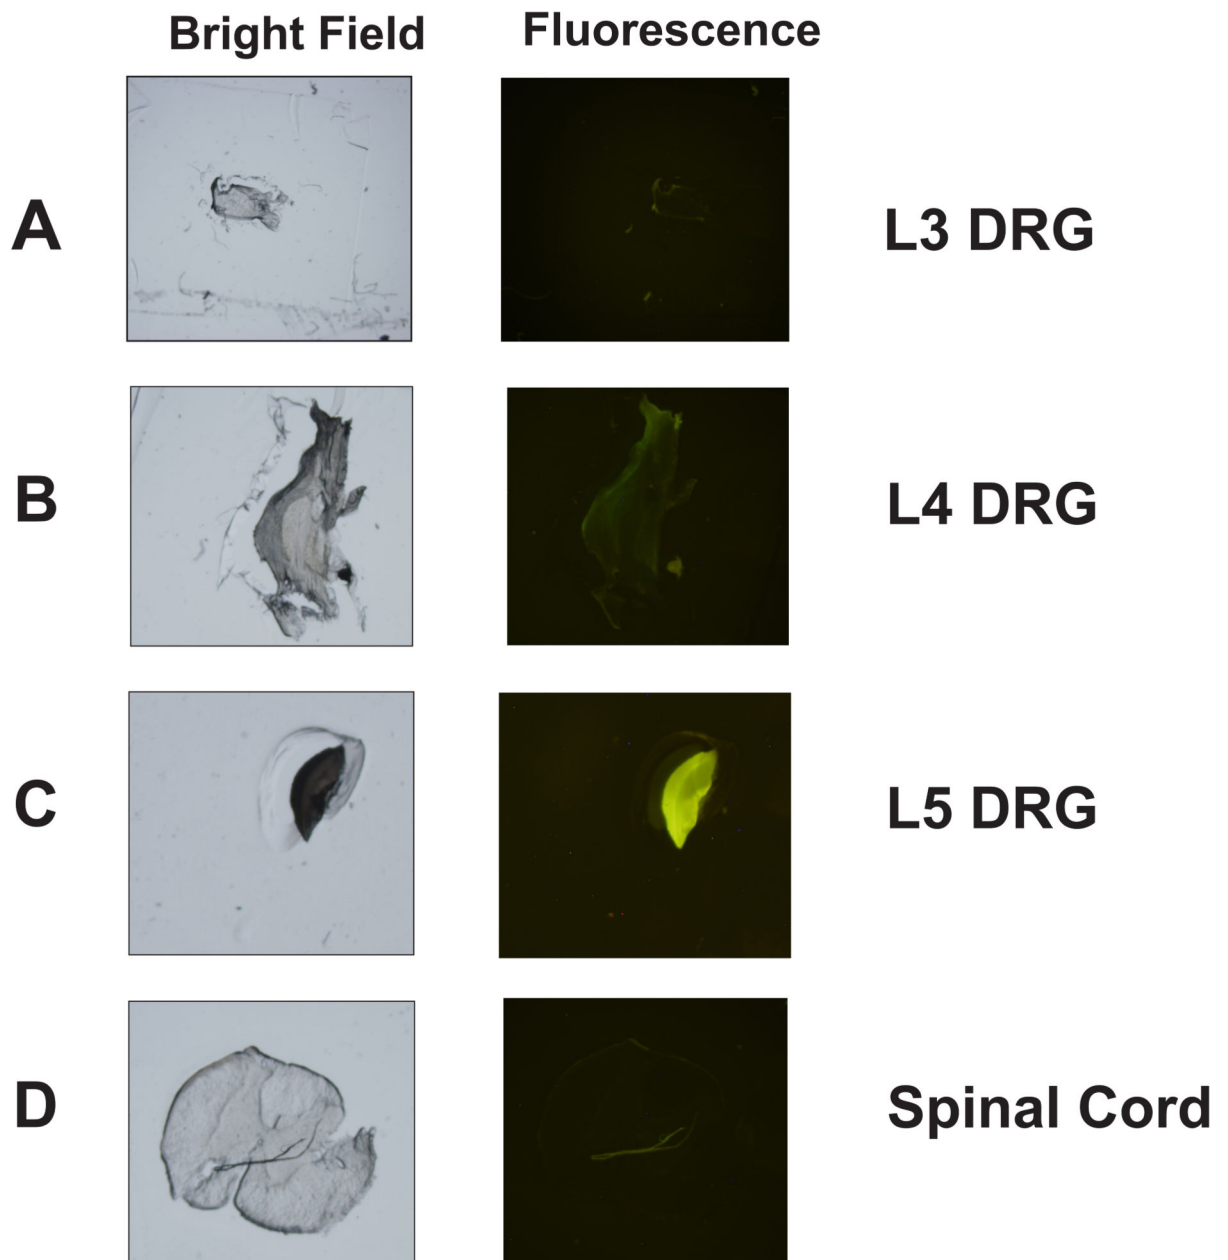 Bright Field
Fluorescence
A
L3 DRG
B
L4 DRG
C
L5 DRG
D
Spinal Cord